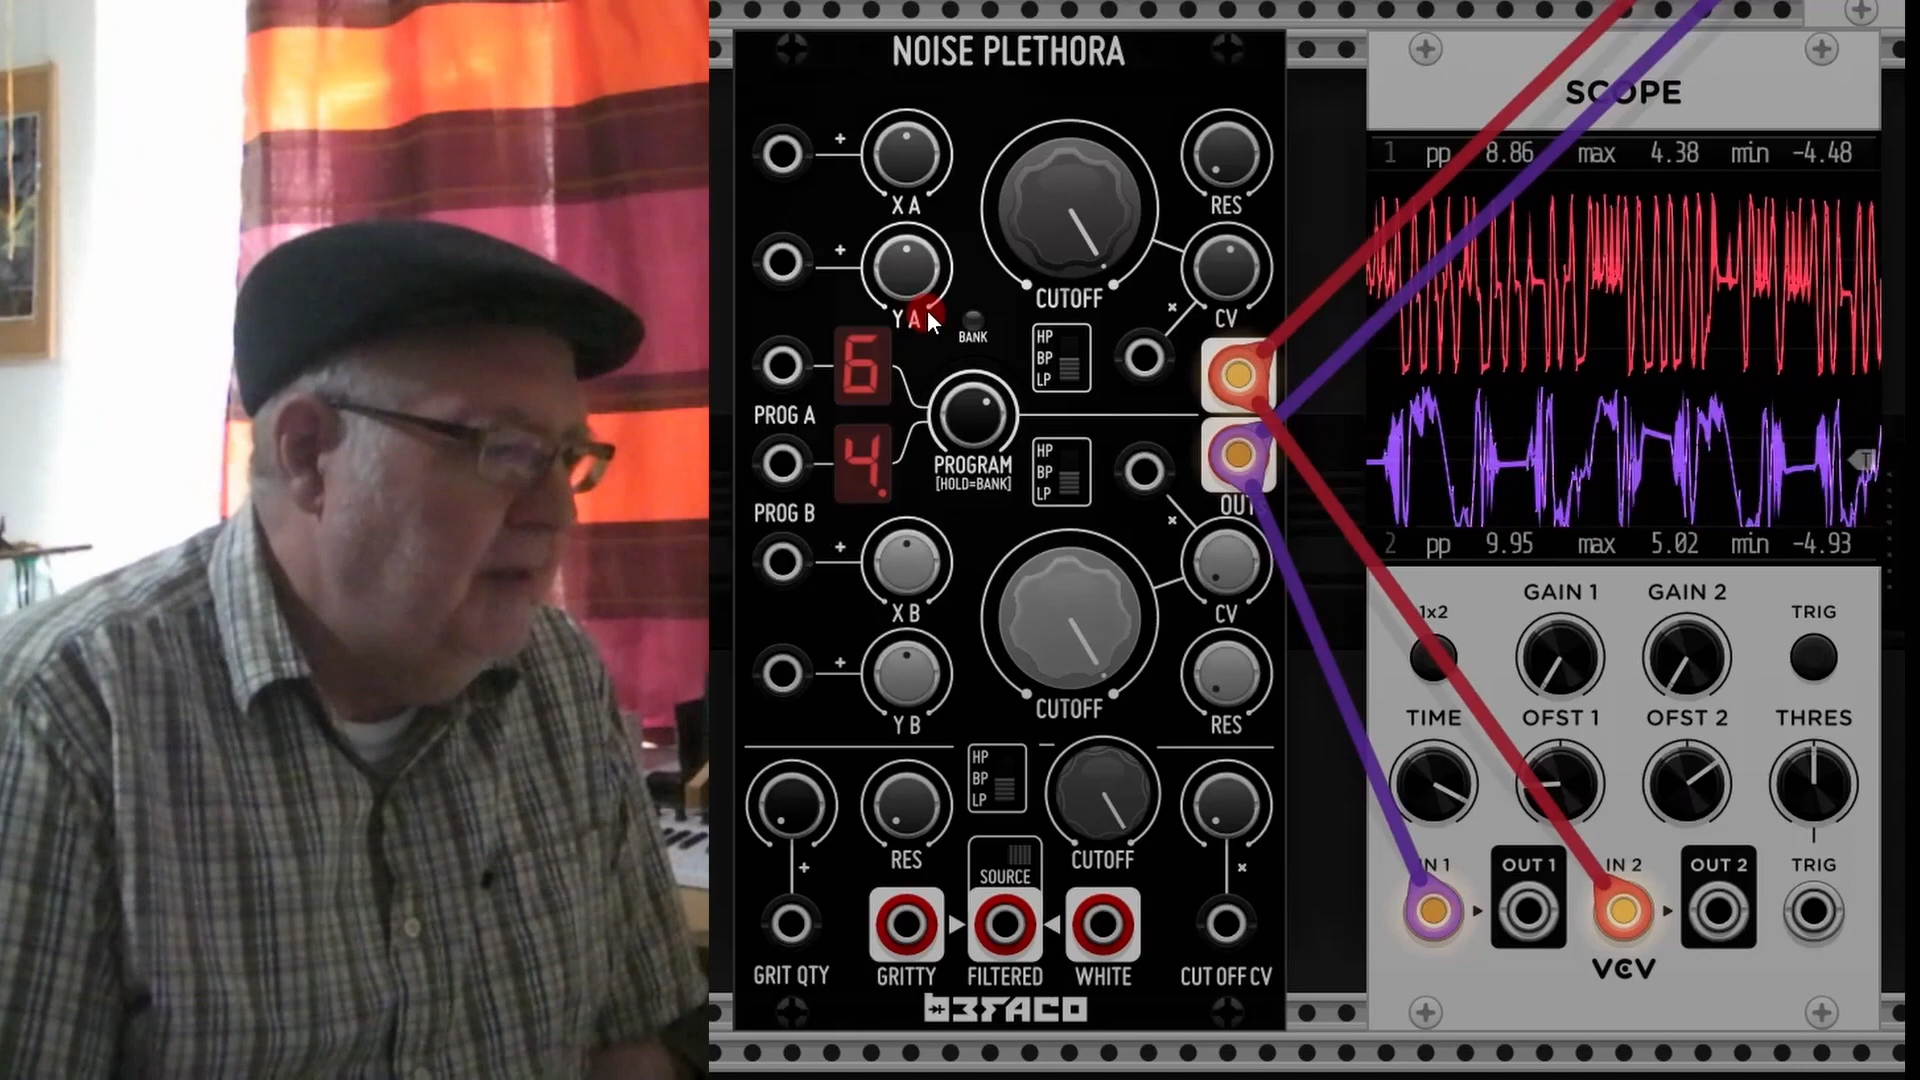 NOISE PLETHORA
X A
RES
Y A
CUTOFF
CV
BANK
HP
BP
LP
6
PROG A
4.
PROGRAM
[HOLD=BANK]
HP
BP
LP
PROG B
OUTS
X B
CV
Y B
CUTOFF
RES
HP
BP
LP
RES
CUTOFF
SOURCE
GRIT QTY
GRITTY
FILTERED
WHITE
CUT OFF CV
B3FACO
SCOPE
1 pp 8.86 max 4.38 min -4.48
T
2 pp 9.95 max 5.02 min -4.93
1x2
GAIN 1
GAIN 2
TRIG
TIME
OFST 1
OFST 2
THRES
IN 1
OUT 1
IN 2
OUT 2
TRIG
VCV